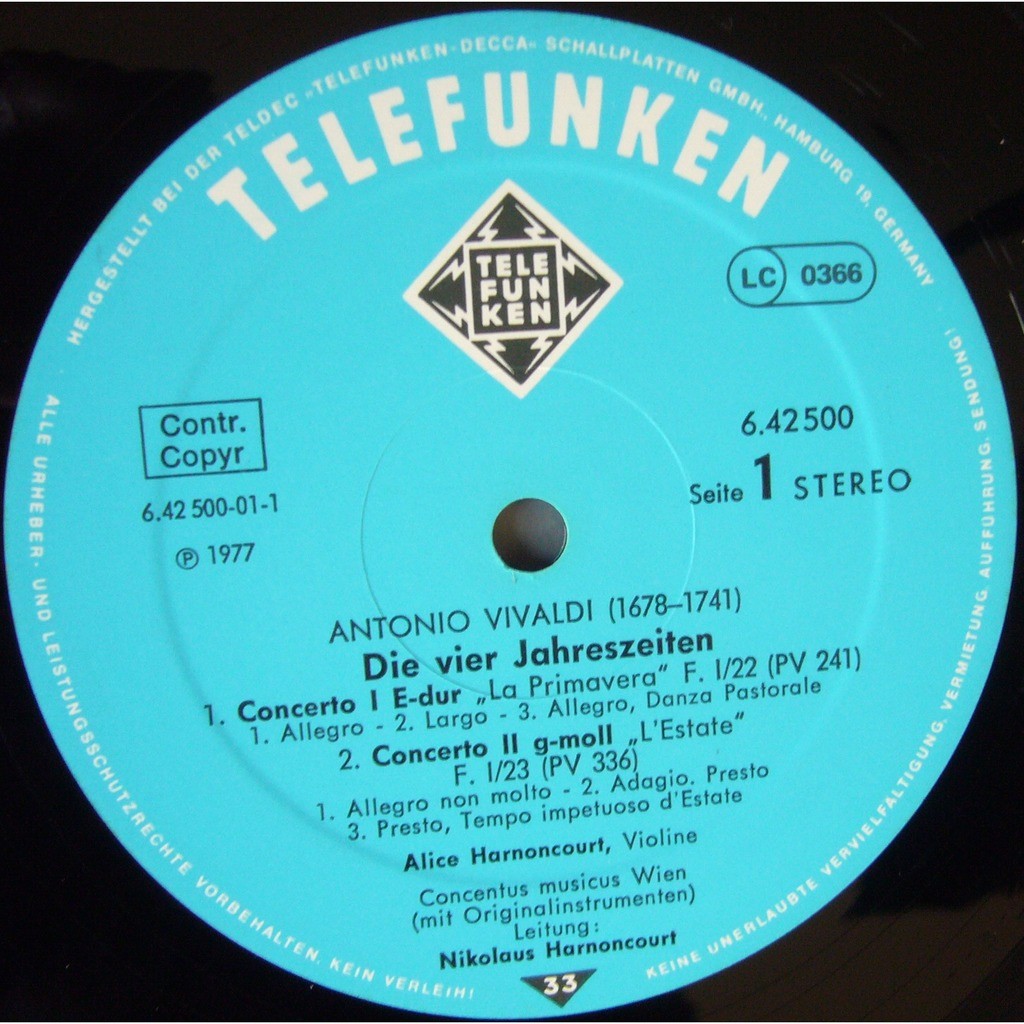 HERGESTELLT BEI DER TELDEC »TELEFUNKEN-DECCA« SCHALLPLATTEN GMBH., HAMBURG 19, GERMANY
TELEFUNKEN
TELE
FUN
KEN
LC 0366
Contr.
Copyr
6.42 500-01-1
Ⓟ 1977
6.42500
Seite 1 STEREO
ANTONIO VIVALDI (1678–1741)
Die vier Jahreszeiten
1. Concerto I E-dur „La Primavera" F. I/22 (PV 241)
1. Allegro - 2. Largo - 3. Allegro, Danza Pastorale
2. Concerto II g-moll „L'Estate"
F. I/23 (PV 336)
1. Allegro non molto - 2. Adagio. Presto
3. Presto, Tempo impetuoso d'Estate
Alice Harnoncourt, Violine
Concentus musicus Wien
(mit Originalinstrumenten)
Leitung:
Nikolaus Harnoncourt
33
ALLE URHEBER- UND LEISTUNGSSCHUTZRECHTE VORBEHALTEN. KEIN VERLEIH!
KEINE UNERLAUBTE VERVIELFÄLTIGUNG. VERMIETUNG. AUFFÜHRUNG. SENDUNG!